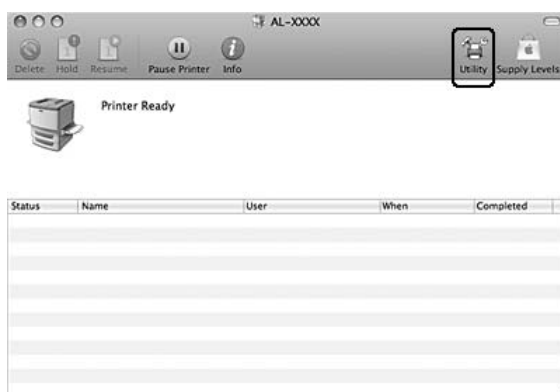 AL-XXXX
Delete Hold Resume Pause Printer Info Utility Supply Levels
Printer Ready
Status Name User When Completed